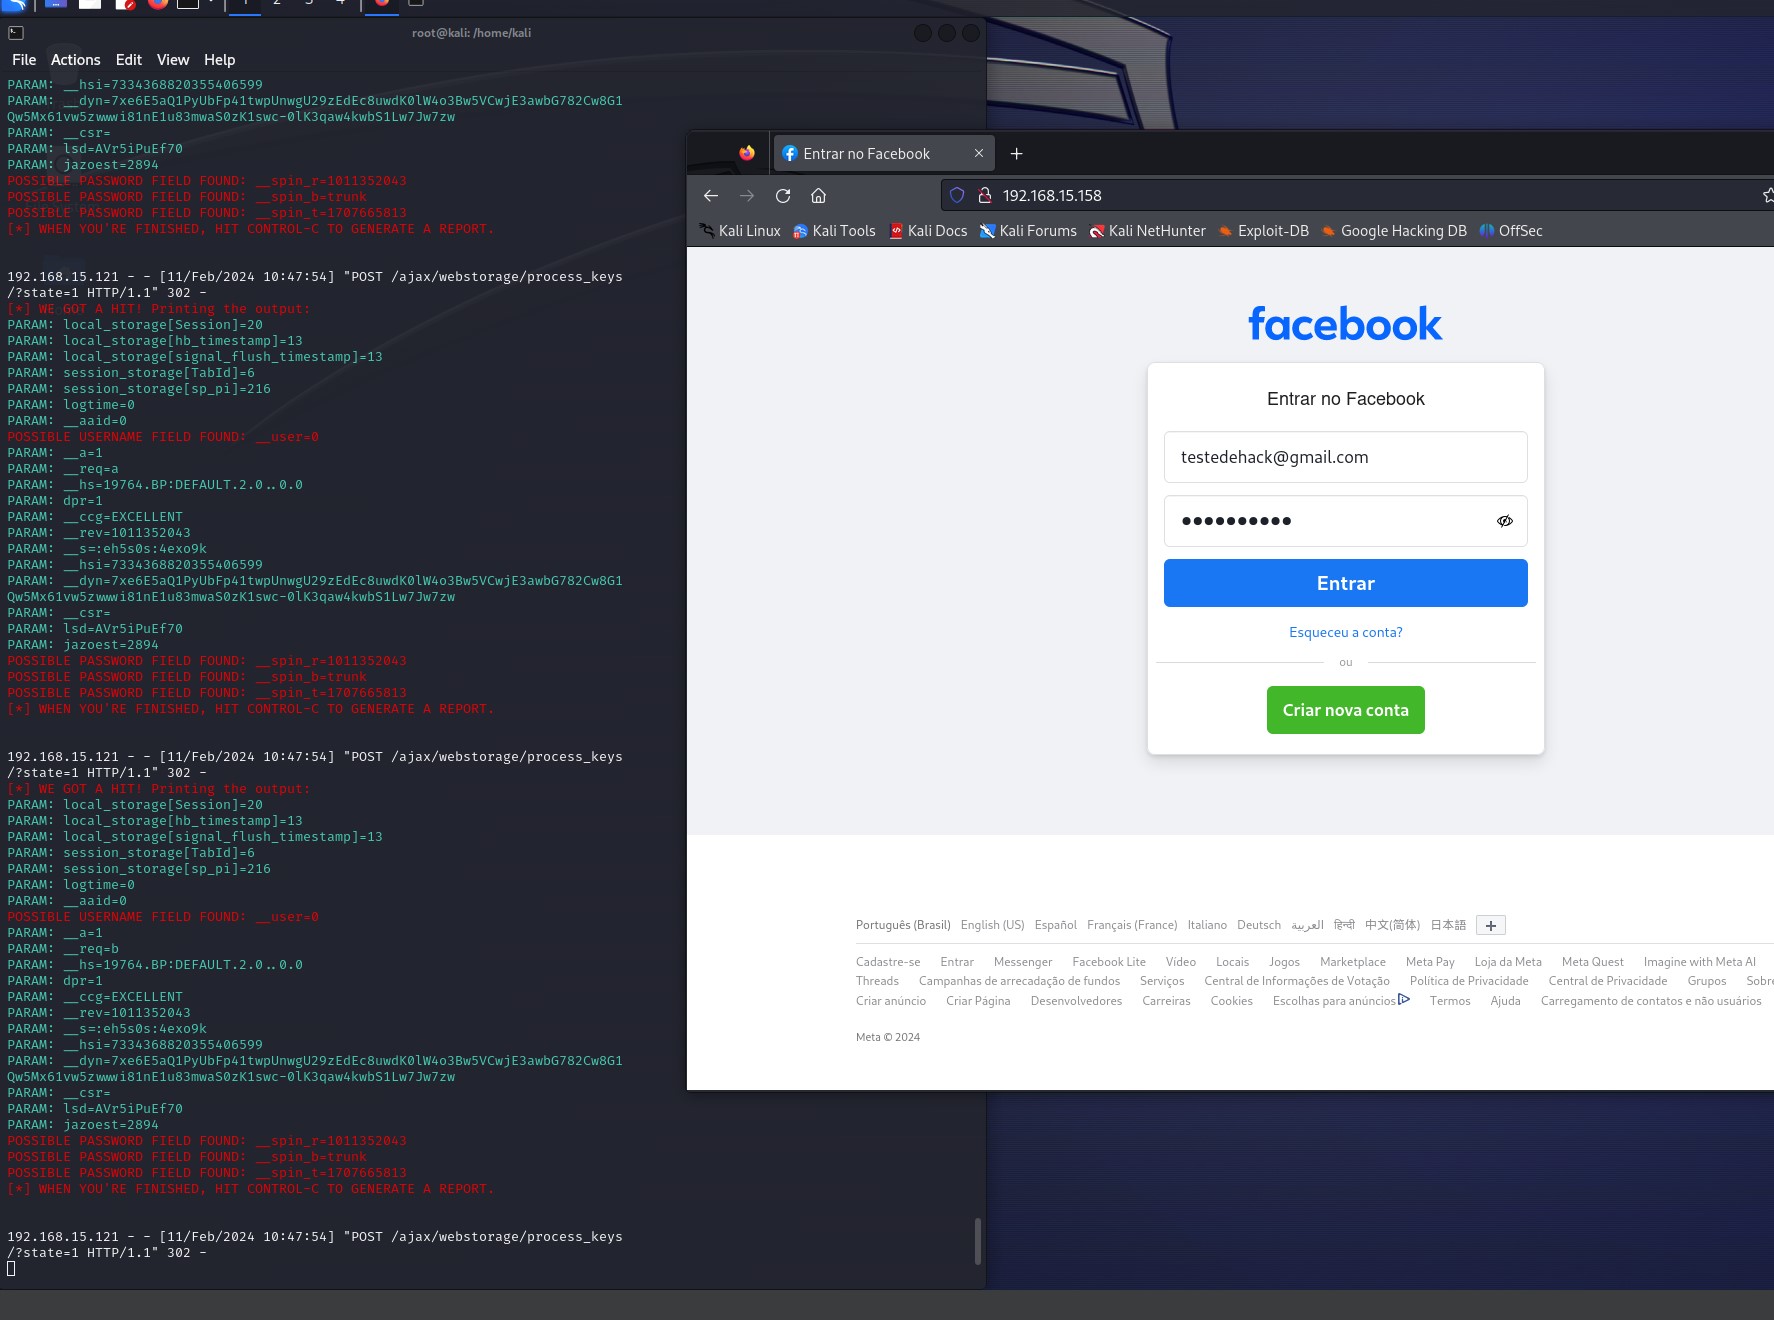 1 2 3 4
root@kali: /home/kali
File Actions Edit View Help
PARAM: __hsi=7334368820355406599
PARAM: __dyn=7xe6E5aQ1PyUbFp41twpUnwgU29zEdEc8uwdK0lW4o3Bw5VCwjE3awbG782Cw8G1
Qw5Mx61vw5zwwwi81nE1u83mwaS0zK1swc-0lK3qaw4kwbS1Lw7Jw7zw
PARAM: __csr=
PARAM: lsd=AVr5iPuEf70
PARAM: jazoest=2894
POSSIBLE PASSWORD FIELD FOUND: __spin_r=1011352043
POSSIBLE PASSWORD FIELD FOUND: __spin_b=trunk
POSSIBLE PASSWORD FIELD FOUND: __spin_t=1707665813
[*] WHEN YOU'RE FINISHED, HIT CONTROL-C TO GENERATE A REPORT.
192.168.15.121 - - [11/Feb/2024 10:47:54] "POST /ajax/webstorage/process_keys
/?state=1 HTTP/1.1" 302 -
[*] WE GOT A HIT! Printing the output:
PARAM: local_storage[Session]=20
PARAM: local_storage[hb_timestamp]=13
PARAM: local_storage[signal_flush_timestamp]=13
PARAM: session_storage[TabId]=6
PARAM: session_storage[sp_pi]=216
PARAM: logtime=0
PARAM: __aaid=0
POSSIBLE USERNAME FIELD FOUND: __user=0
PARAM: __a=1
PARAM: __req=a
PARAM: __hs=19764.BP:DEFAULT.2.0..0.0
PARAM: dpr=1
PARAM: __ccg=EXCELLENT
PARAM: __rev=1011352043
PARAM: __s=:eh5s0s:4exo9k
PARAM: __hsi=7334368820355406599
PARAM: __dyn=7xe6E5aQ1PyUbFp41twpUnwgU29zEdEc8uwdK0lW4o3Bw5VCwjE3awbG782Cw8G1
Qw5Mx61vw5zwwwi81nE1u83mwaS0zK1swc-0lK3qaw4kwbS1Lw7Jw7zw
PARAM: __csr=
PARAM: lsd=AVr5iPuEf70
PARAM: jazoest=2894
POSSIBLE PASSWORD FIELD FOUND: __spin_r=1011352043
POSSIBLE PASSWORD FIELD FOUND: __spin_b=trunk
POSSIBLE PASSWORD FIELD FOUND: __spin_t=1707665813
[*] WHEN YOU'RE FINISHED, HIT CONTROL-C TO GENERATE A REPORT.
192.168.15.121 - - [11/Feb/2024 10:47:54] "POST /ajax/webstorage/process_keys
/?state=1 HTTP/1.1" 302 -
[*] WE GOT A HIT! Printing the output:
PARAM: local_storage[Session]=20
PARAM: local_storage[hb_timestamp]=13
PARAM: local_storage[signal_flush_timestamp]=13
PARAM: session_storage[TabId]=6
PARAM: session_storage[sp_pi]=216
PARAM: logtime=0
PARAM: __aaid=0
POSSIBLE USERNAME FIELD FOUND: __user=0
PARAM: __a=1
PARAM: __req=b
PARAM: __hs=19764.BP:DEFAULT.2.0..0.0
PARAM: dpr=1
PARAM: __ccg=EXCELLENT
PARAM: __rev=1011352043
PARAM: __s=:eh5s0s:4exo9k
PARAM: __hsi=7334368820355406599
PARAM: __dyn=7xe6E5aQ1PyUbFp41twpUnwgU29zEdEc8uwdK0lW4o3Bw5VCwjE3awbG782Cw8G1
Qw5Mx61vw5zwwwi81nE1u83mwaS0zK1swc-0lK3qaw4kwbS1Lw7Jw7zw
PARAM: __csr=
PARAM: lsd=AVr5iPuEf70
PARAM: jazoest=2894
POSSIBLE PASSWORD FIELD FOUND: __spin_r=1011352043
POSSIBLE PASSWORD FIELD FOUND: __spin_b=trunk
POSSIBLE PASSWORD FIELD FOUND: __spin_t=1707665813
[*] WHEN YOU'RE FINISHED, HIT CONTROL-C TO GENERATE A REPORT.
192.168.15.121 - - [11/Feb/2024 10:47:54] "POST /ajax/webstorage/process_keys
/?state=1 HTTP/1.1" 302 -
Entrar no Facebook
192.168.15.158
Kali Linux Kali Tools Kali Docs Kali Forums Kali NetHunter Exploit-DB Google Hacking DB OffSec
facebook
Entrar no Facebook
testedehack@gmail.com
••••••••••
Entrar
Esqueceu a conta?
ou
Criar nova conta
Português (Brasil) English (US) Español Français (France) Italiano Deutsch العربية हिन्दी 中文(简体) 日本語
Cadastre-se Entrar Messenger Facebook Lite Vídeo Locais Jogos Marketplace Meta Pay Loja da Meta Meta Quest Imagine with Meta AI
Threads Campanhas de arrecadação de fundos Serviços Central de Informações de Votação Política de Privacidade Central de Privacidade Grupos Sobre
Criar anúncio Criar Página Desenvolvedores Carreiras Cookies Escolhas para anúncios Termos Ajuda Carregamento de contatos e não usuários
Meta © 2024